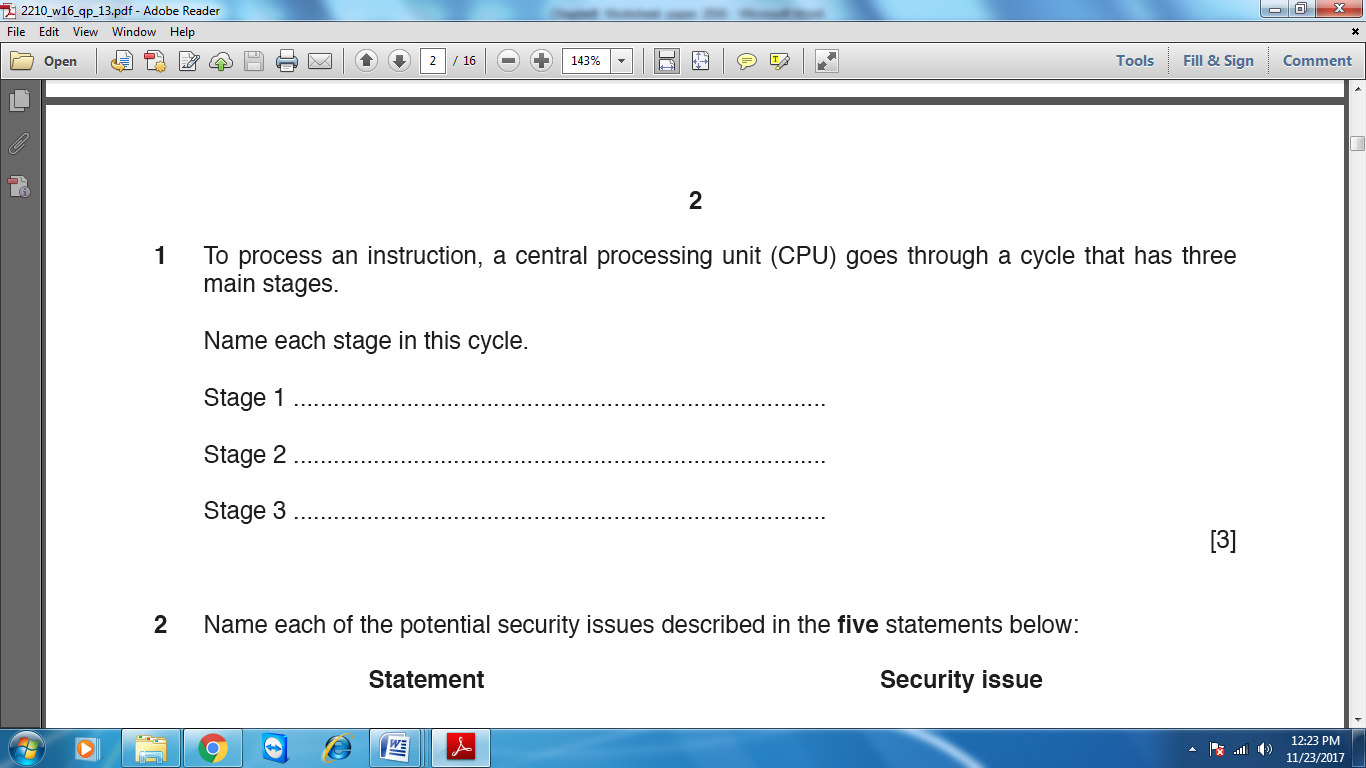 2210_w16_qp_13.pdf - Adobe Reader
File Edit View Window Help
Open 2 / 16 143% Tools Fill & Sign Comment
2
1 To process an instruction, a central processing unit (CPU) goes through a cycle that has three
main stages.
Name each stage in this cycle.
Stage 1 ................................................................................
Stage 2 ................................................................................
Stage 3 ................................................................................
[3]
2 Name each of the potential security issues described in the five statements below:
Statement Security issue
12:23 PM
11/23/2017